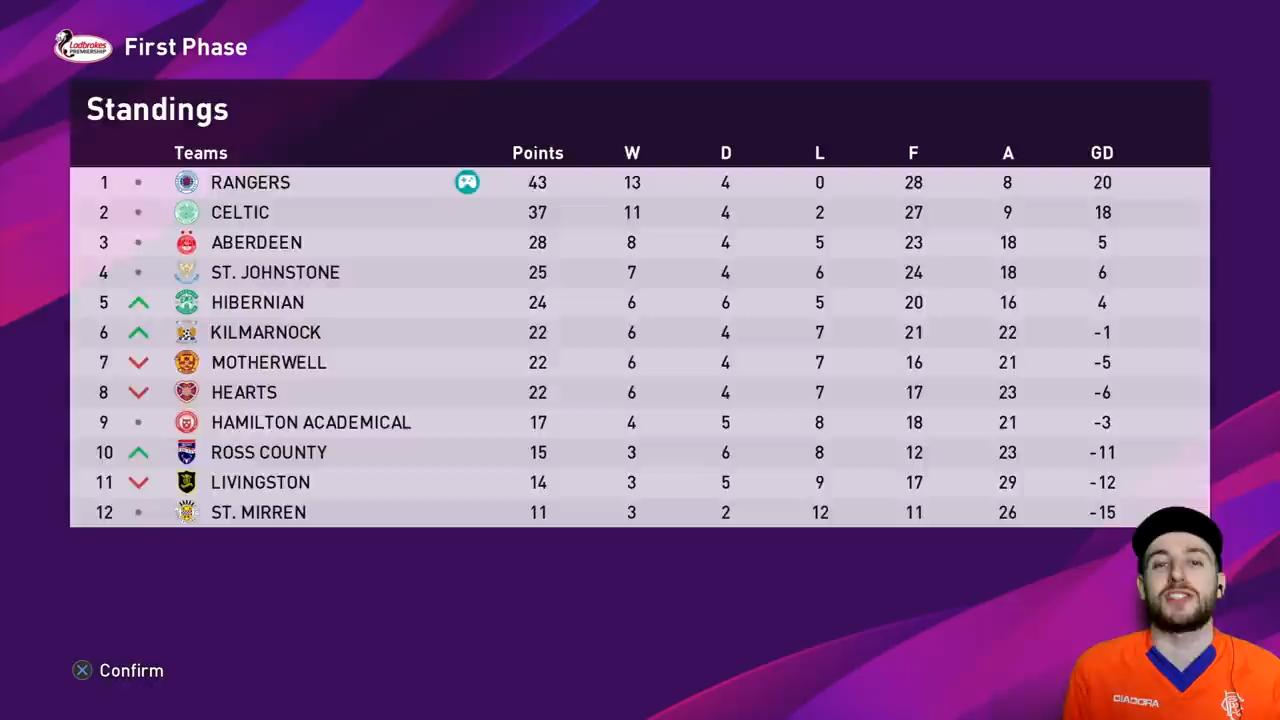 Ladbrokes PREMIERSHIP First Phase
Standings
Teams Points W D L F A GD
1 RANGERS 43 13 4 0 28 8 20
2 CELTIC 37 11 4 2 27 9 18
3 ABERDEEN 28 8 4 5 23 18 5
4 ST. JOHNSTONE 25 7 4 6 24 18 6
5 HIBERNIAN 24 6 6 5 20 16 4
6 KILMARNOCK 22 6 4 7 21 22 -1
7 MOTHERWELL 22 6 4 7 16 21 -5
8 HEARTS 22 6 4 7 17 23 -6
9 HAMILTON ACADEMICAL 17 4 5 8 18 21 -3
10 ROSS COUNTY 15 3 6 8 12 23 -11
11 LIVINGSTON 14 3 5 9 17 29 -12
12 ST. MIRREN 11 3 2 12 11 26 -15
Confirm
DIADORA